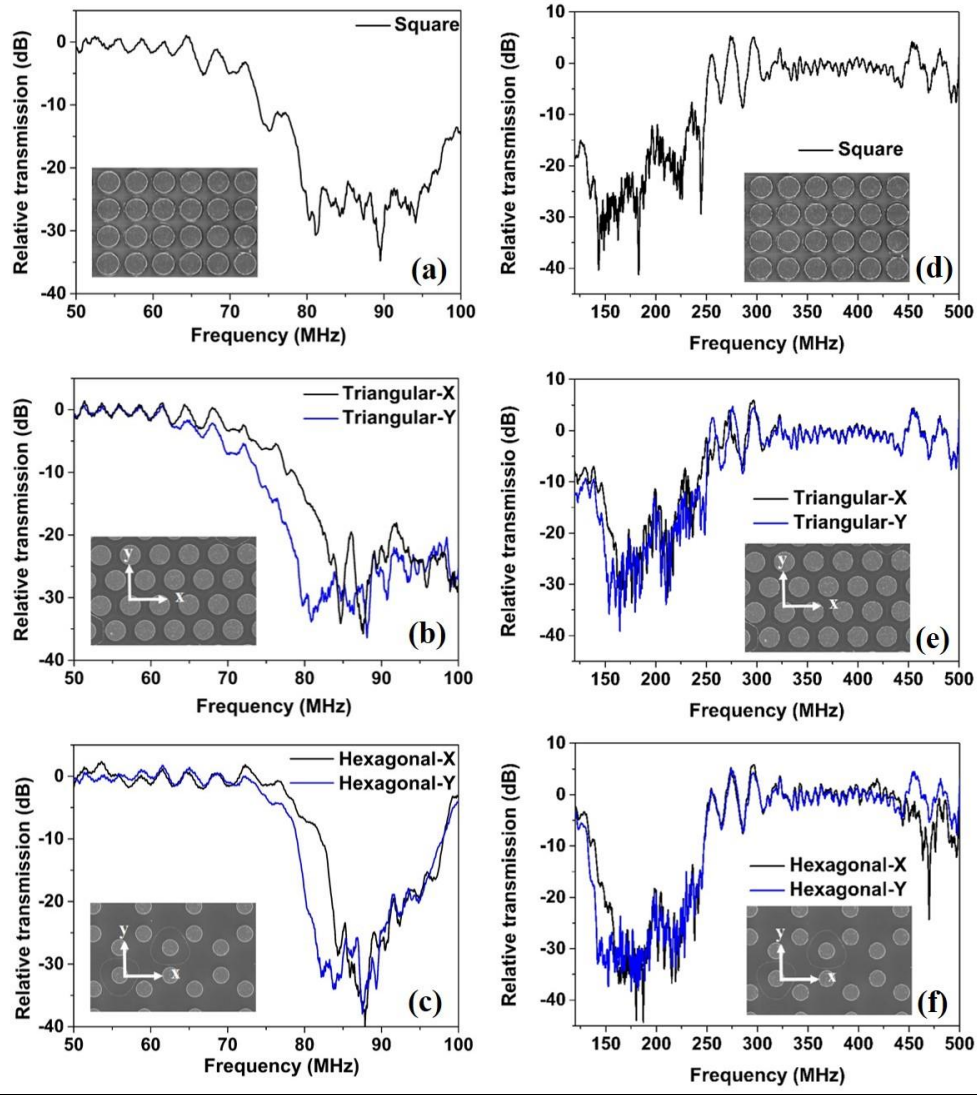 Relative transmission (dB)
10
0
-10
-20
-30
-40
Square
(a)
50
60
70
80
90
100
Frequency (MHz)
Relative transmission (dB)
10
0
-10
-20
-30
-40
Square
(d)
150
200
250
300
350
400
450
500
Frequency (MHz)
Relative transmission (dB)
10
0
-10
-20
-30
-40
Triangular-X
Triangular-Y
y
x
(b)
50
60
70
80
90
100
Frequency (MHz)
Relative transmissio (dB)
10
0
-10
-20
-30
-40
Triangular-X
Triangular-Y
y
x
(e)
150
200
250
300
350
400
450
500
Frequency (MHz)
Relative transmission (dB)
10
0
-10
-20
-30
-40
Hexagonal-X
Hexagonal-Y
y
x
(c)
50
60
70
80
90
100
Frequency (MHz)
Relative transmission (dB)
10
0
-10
-20
-30
-40
Hexagonal-X
Hexagonal-Y
y
x
(f)
150
200
250
300
350
400
450
500
Frequency (MHz)